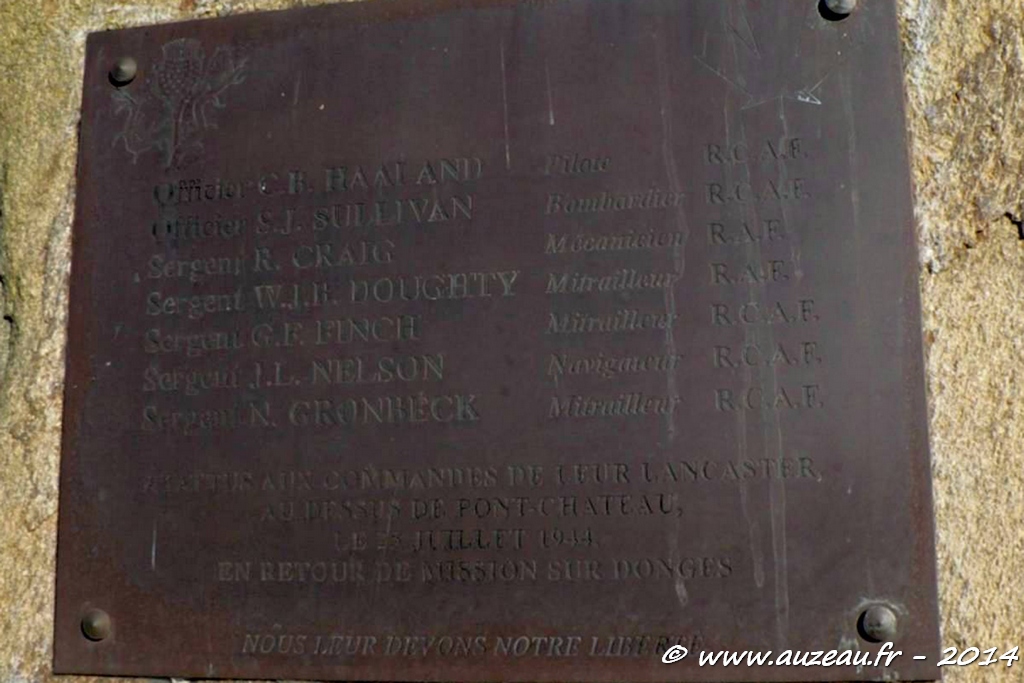 Officier C.B. HAALAND Pilote R.C.A.F.
Officier S.J. SULLIVAN Bombardier R.C.A.F.
Sergent R. CRAIG Mécanicien R.A.F.
Sergent W.J.H. DOUGHTY Mitrailleur R.A.F.
Sergent G.F. FINCH Mitrailleur R.C.A.F.
Sergent J.L. NELSON Navigateur R.C.A.F.
Sergent N. GRONBECK Mitrailleur R.C.A.F.
ABATTUS AUX COMMANDES DE LEUR LANCASTER,
AU DESSUS DE PONT-CHATEAU,
LE JUILLET 1944.
EN RETOUR DE MISSION SUR DONGES
NOUS LEUR DEVONS NOTRE LIBERTÉ
© www.auzeau.fr - 2014